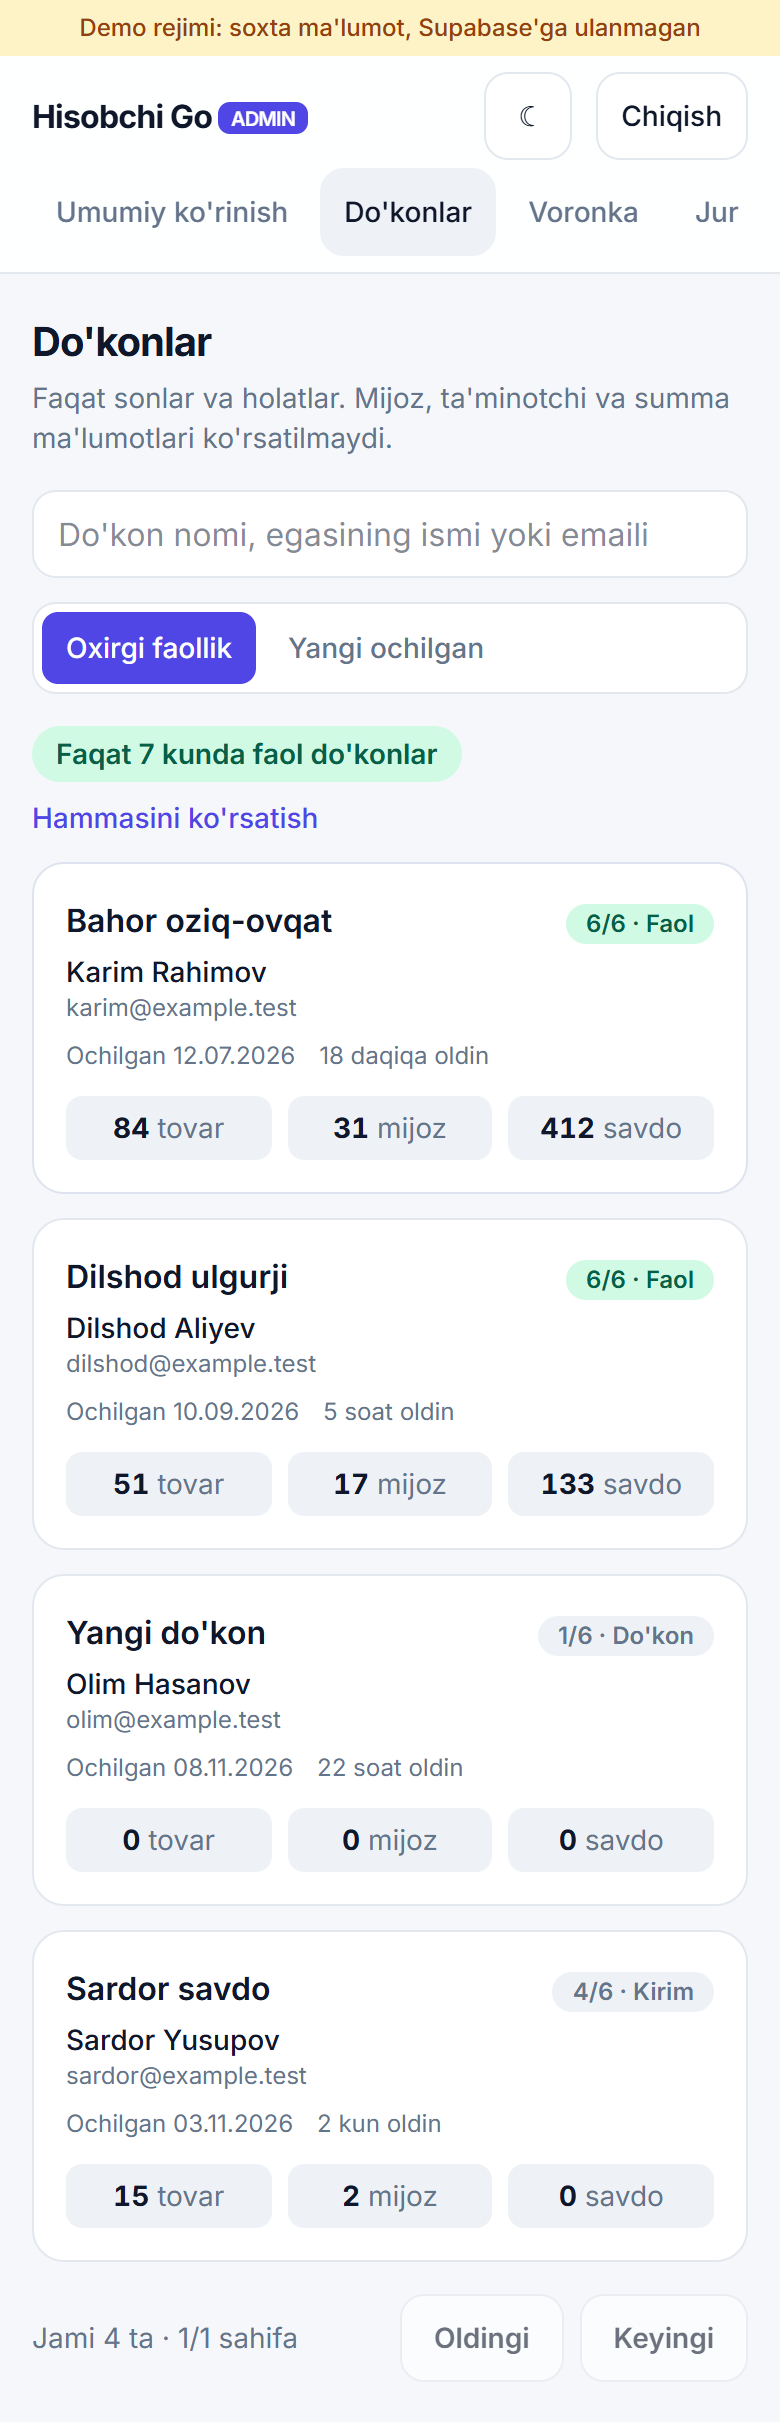 Demo rejimi: soxta ma'lumot, Supabase'ga ulanmagan
Hisobchi Go ADMIN
Chiqish
Umumiy ko'rinish Do'konlar Voronka Jur
Do'konlar
Faqat sonlar va holatlar. Mijoz, ta'minotchi va summa
ma'lumotlari ko'rsatilmaydi.
Do'kon nomi, egasining ismi yoki emaili
Oxirgi faollik Yangi ochilgan
Faqat 7 kunda faol do'konlar
Hammasini ko'rsatish
Bahor oziq-ovqat 6/6 · Faol
Karim Rahimov
karim@example.test
Ochilgan 12.07.2026 18 daqiqa oldin
84 tovar 31 mijoz 412 savdo
Dilshod ulgurji 6/6 · Faol
Dilshod Aliyev
dilshod@example.test
Ochilgan 10.09.2026 5 soat oldin
51 tovar 17 mijoz 133 savdo
Yangi do'kon 1/6 · Do'kon
Olim Hasanov
olim@example.test
Ochilgan 08.11.2026 22 soat oldin
0 tovar 0 mijoz 0 savdo
Sardor savdo 4/6 · Kirim
Sardor Yusupov
sardor@example.test
Ochilgan 03.11.2026 2 kun oldin
15 tovar 2 mijoz 0 savdo
Jami 4 ta · 1/1 sahifa Oldingi Keyingi